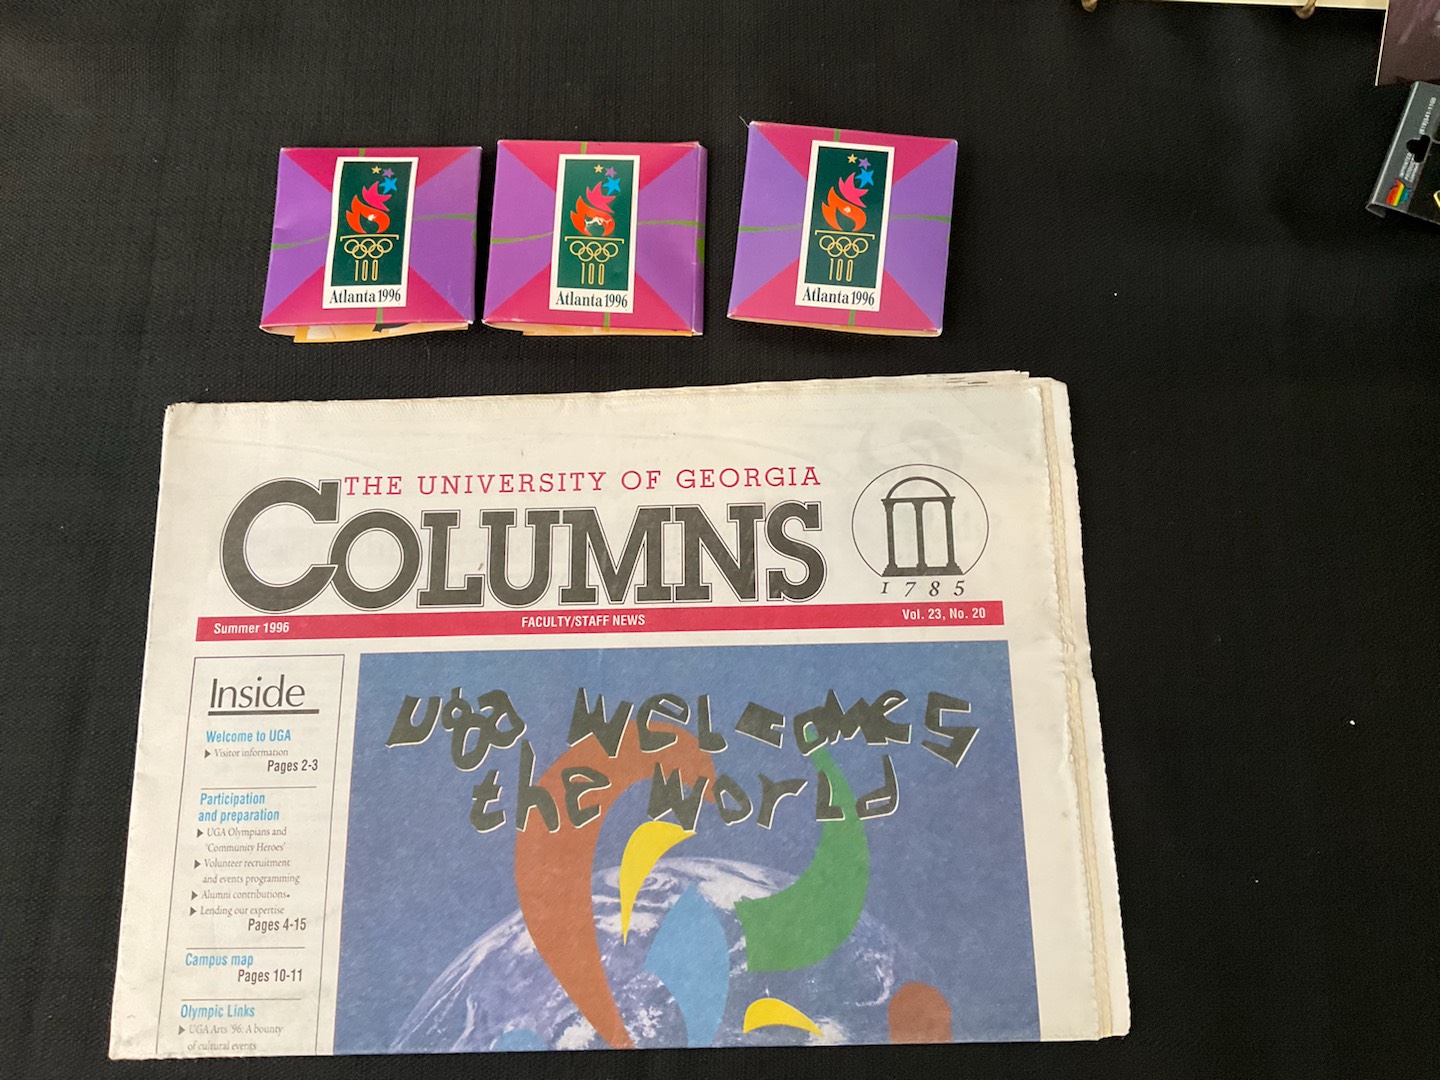 100
Atlanta 1996
100
Atlanta 1996
100
Atlanta 1996
THE UNIVERSITY OF GEORGIA
COLUMNS
1785
Summer 1996
FACULTY/STAFF NEWS
Vol. 23, No. 20
Inside
Welcome to UGA
Visitor information
Pages 2-3
Participation
and preparation
UGA Olympians and
'Community Heroes'
Volunteer recruitment
and events programming
Alumni contributions
Lending our expertise
Pages 4-15
Campus map
Pages 10-11
Olympic Links
UGA Arts '96: A bounty
of cultural events
uga welcomes
the world